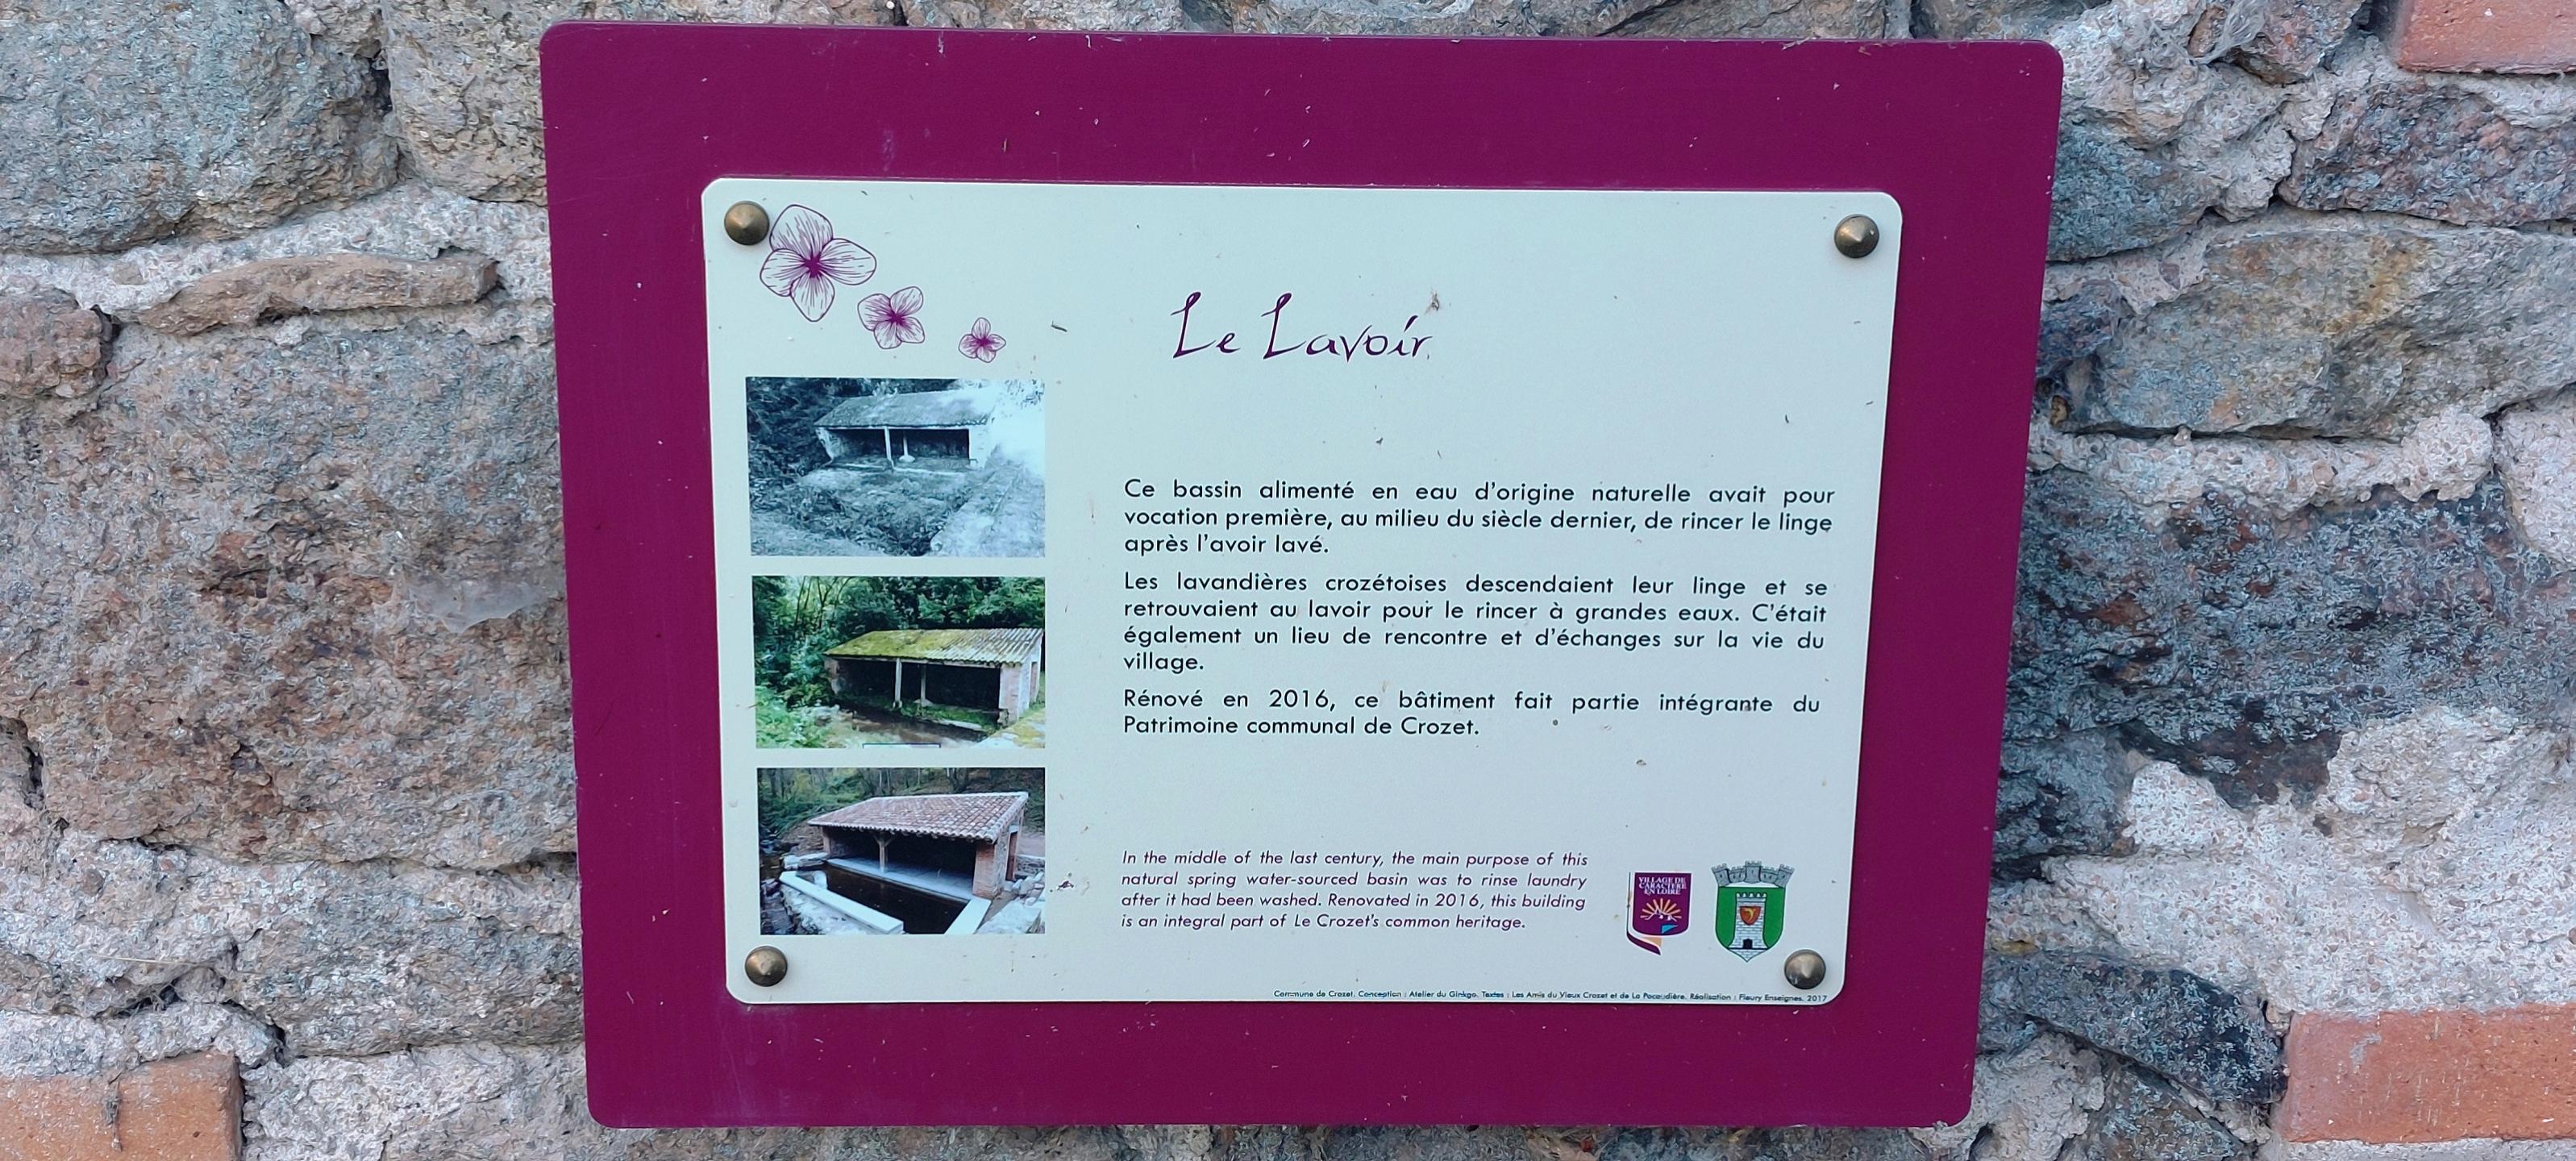 Le Lavoir
Ce bassin alimenté en eau d'origine naturelle avait pour
vocation première, au milieu du siècle dernier, de rincer le linge
après l'avoir lavé.
Les lavandières crozétoises descendaient leur linge et se
retrouvaient au lavoir pour le rincer à grandes eaux. C'était
également un lieu de rencontre et d'échanges sur la vie du
village.
Rénové en 2016, ce bâtiment fait partie intégrante du
Patrimoine communal de Crozet.
In the middle of the last century, the main purpose of this
natural spring water-sourced basin was to rinse laundry
after it had been washed. Renovated in 2016, this building
is an integral part of Le Crozet's common heritage.
VILLAGE DE
CARACTÈRE
EN LOIRE
Commune de Crozet. Conception : Atelier du Ginkgo. Textes : Les Amis du Vieux Crozet et de La Pacaudière. Réalisation : Fleury Enseignes. 2017